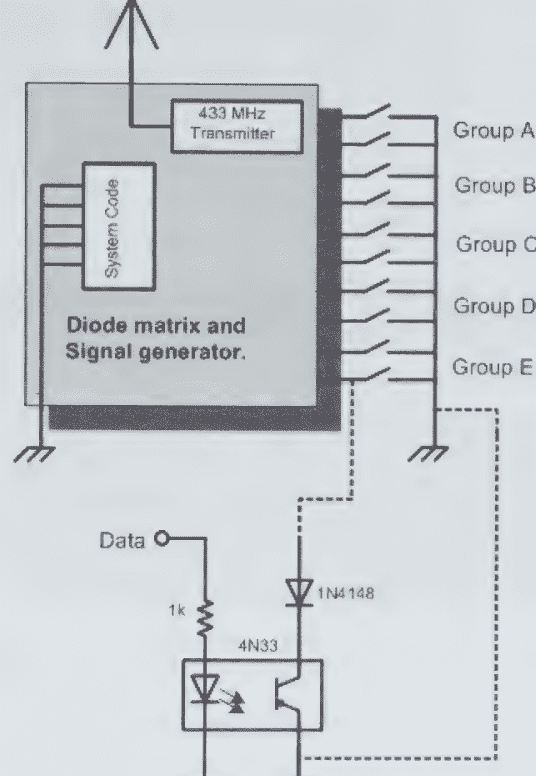 433 MHz
Transmitter
System Code
Diode matrix and
Signal generator.
Group A
Group B
Group C
Group D
Group E
Data
1k
1N4148
4N33